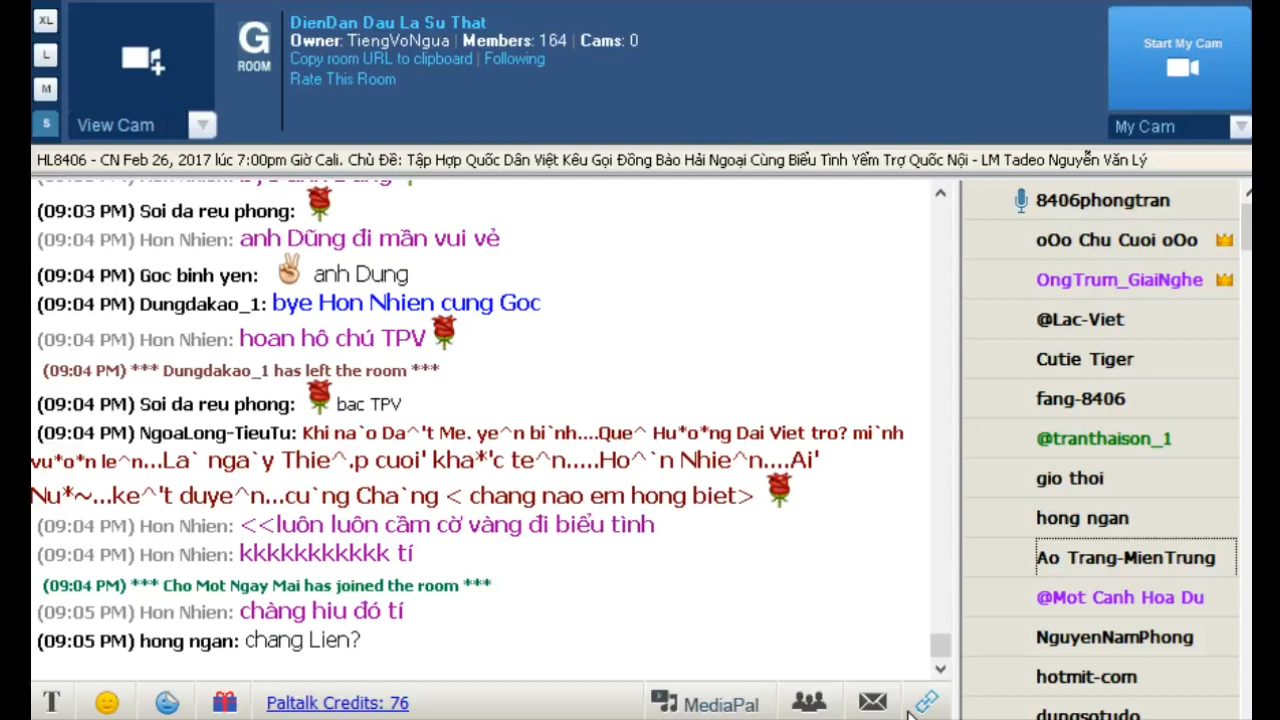 XL
L
M
S
View Cam
G
ROOM
DienDan Dau La Su That
Owner: TiengVoNgua | Members: 164 | Cams: 0
Copy room URL to clipboard | Following
Rate This Room
Start My Cam
My Cam
HL8406 - CN Feb 26, 2017 lúc 7:00pm Giờ Cali. Chủ Đề: Tập Hợp Quốc Dân Việt Kêu Gọi Đồng Bào Hải Ngoại Cùng Biểu Tình Yểm Trợ Quốc Nội - LM Tadeo Nguyễn Văn Lý
(09:03 PM) Soi da reu phong:
(09:04 PM) Hon Nhien: anh Dũng đi mần vui vẻ
(09:04 PM) Goc binh yen: anh Dung
(09:04 PM) Dungdakao_1: bye Hon Nhien cung Goc
(09:04 PM) Hon Nhien: hoan hô chú TPV
(09:04 PM) *** Dungdakao_1 has left the room ***
(09:04 PM) Soi da reu phong: bac TPV
(09:04 PM) NgoaLong-TieuTu: Khi na`o Da^'t Me. ye^n bi`nh....Que^ Hu*o*ng Dai Viet tro? mi`nh
vu*o*n le^n...La` nga`y Thie^.p cuoi' kha*'c te^n.....Ho^`n Nhie^n....Ai'
Nu*~...ke^'t duye^n...cu`ng Cha`ng < chang nao em hong biet>
(09:04 PM) Hon Nhien: <<luôn luôn cầm cờ vàng đi biểu tình
(09:04 PM) Hon Nhien: kkkkkkkkkkk tí
(09:04 PM) *** Cho Mot Ngay Mai has joined the room ***
(09:05 PM) Hon Nhien: chàng hiu đó tí
(09:05 PM) hong ngan: chang Lien?
8406phongtran
oOo Chu Cuoi oOo
OngTrum_GiaiNghe
@Lac-Viet
Cutie Tiger
fang-8406
@tranthaison_1
gio thoi
hong ngan
Ao Trang-MienTrung
@Mot Canh Hoa Du
NguyenNamPhong
hotmit-com
dungsotudo
T
Paltalk Credits: 76
MediaPal